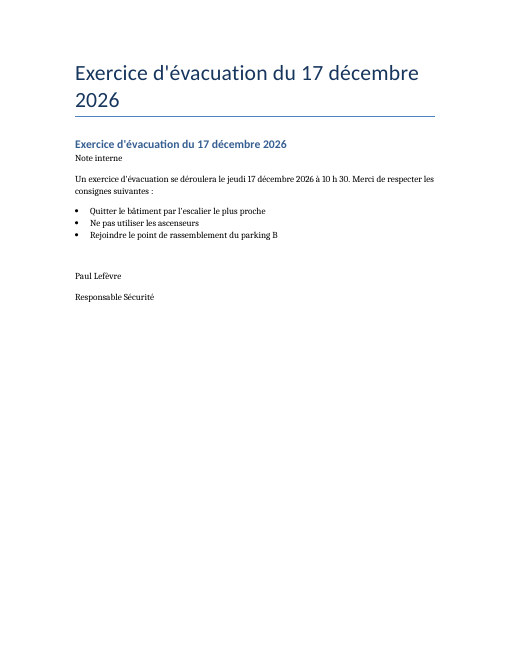 Exercice d'évacuation du 17 décembre
2026
Exercice d'évacuation du 17 décembre 2026
Note interne
Un exercice d'évacuation se déroulera le jeudi 17 décembre 2026 à 10 h 30. Merci de respecter les
consignes suivantes :
• Quitter le bâtiment par l'escalier le plus proche
• Ne pas utiliser les ascenseurs
• Rejoindre le point de rassemblement du parking B
Paul Lefèvre
Responsable Sécurité